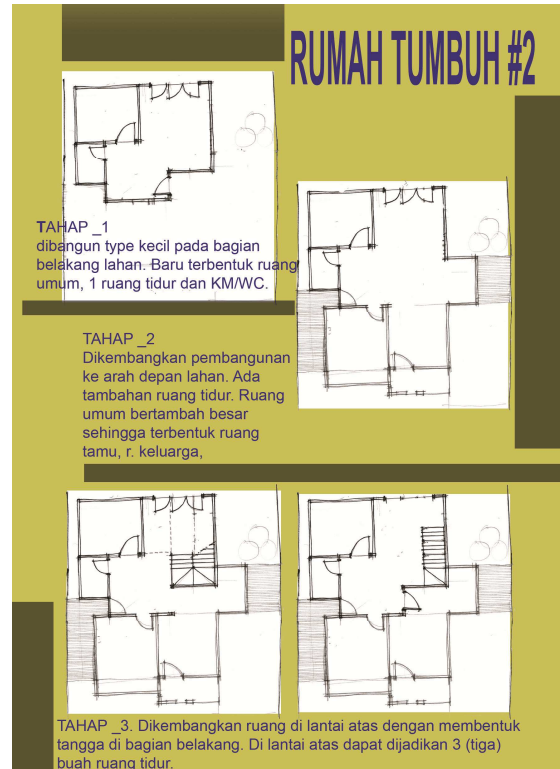 RUMAH TUMBUH #2
TAHAP _1
dibangun type kecil pada bagian
belakang lahan. Baru terbentuk ruang
umum, 1 ruang tidur dan KM/WC.
TAHAP _2
Dikembangkan pembangunan
ke arah depan lahan. Ada
tambahan ruang tidur. Ruang
umum bertambah besar
sehingga terbentuk ruang
tamu, r. keluarga,
TAHAP _3. Dikembangkan ruang di lantai atas dengan membentuk
tangga di bagian belakang. Di lantai atas dapat dijadikan 3 (tiga)
buah ruang tidur.